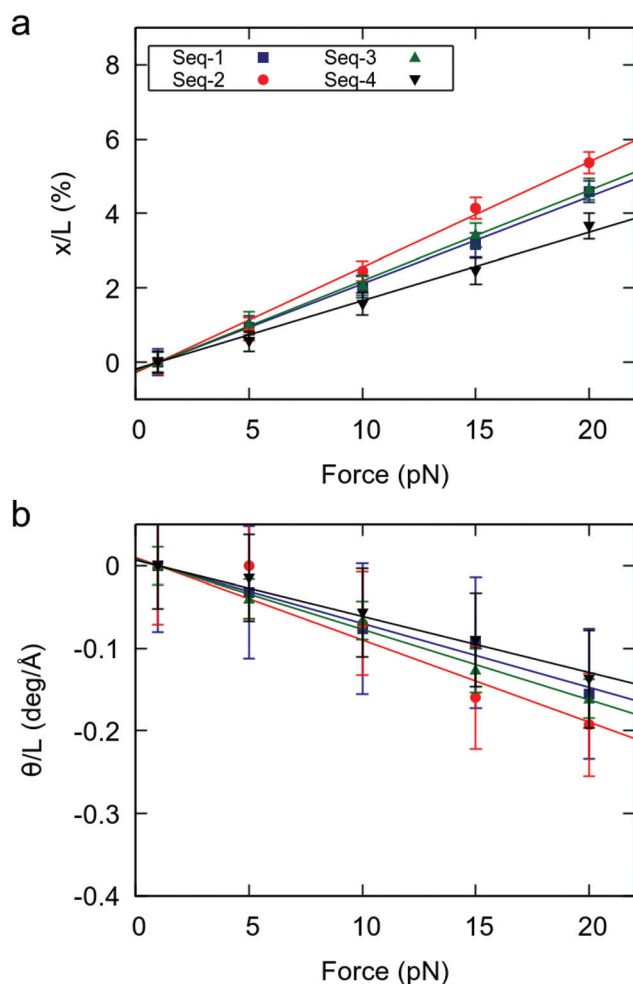 a
8
6
4
2
0
x/L (%)
Seq-1 Seq-3
Seq-2 Seq-4
0 5 10 15 20
Force (pN)
b
0
-0.1
-0.2
-0.3
-0.4
θ/L (deg/Å)
0 5 10 15 20
Force (pN)